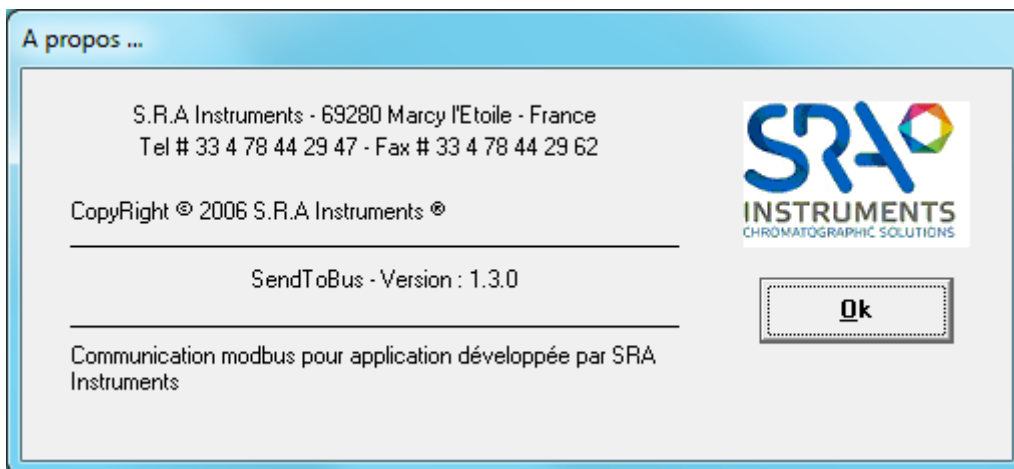 A propos ...
S.R.A Instruments - 69280 Marcy l'Etoile - France
Tel # 33 4 78 44 29 47 - Fax # 33 4 78 44 29 62
CopyRight © 2006 S.R.A Instruments ®
SendToBus - Version : 1.3.0
Communication modbus pour application développée par SRA
Instruments
SRA
INSTRUMENTS
CHROMATOGRAPHIC SOLUTIONS
Ok